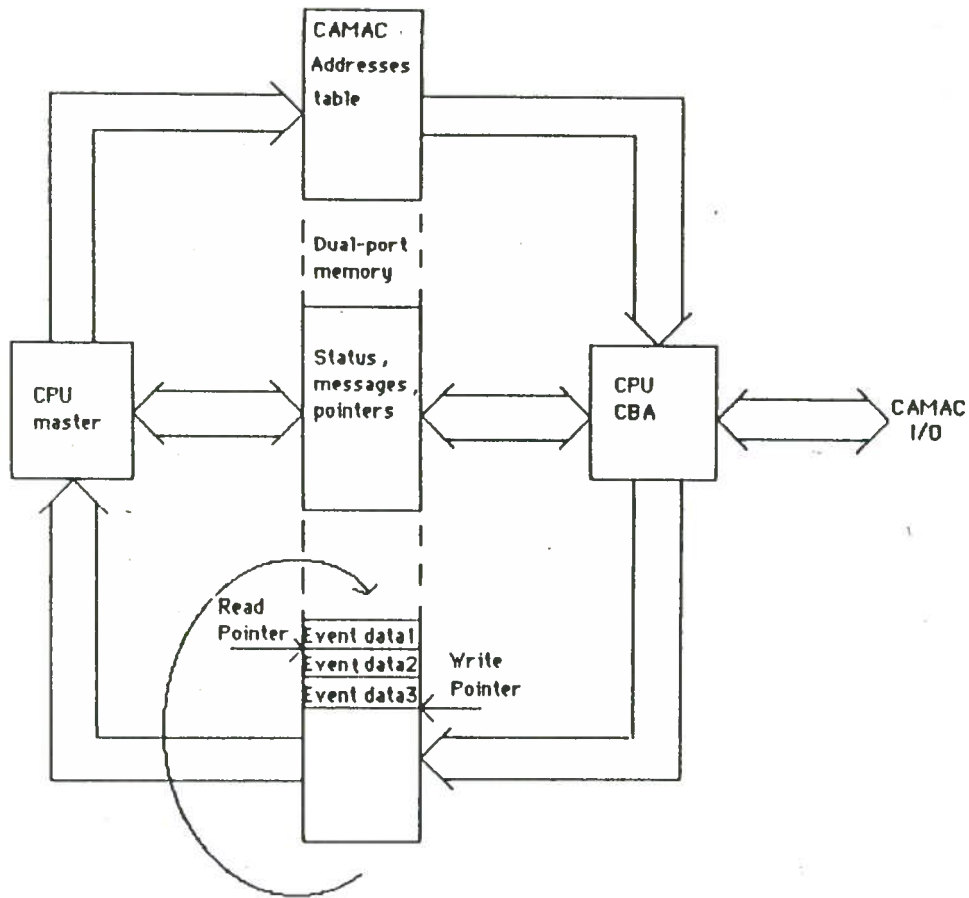 CAMAC
Addresses
table
Dual-port
memory
CPU
master
Status,
messages,
pointers
CPU
CBA
CAMAC
I/O
Read
Pointer
Event data1
Event data2
Event data3
Write
Pointer